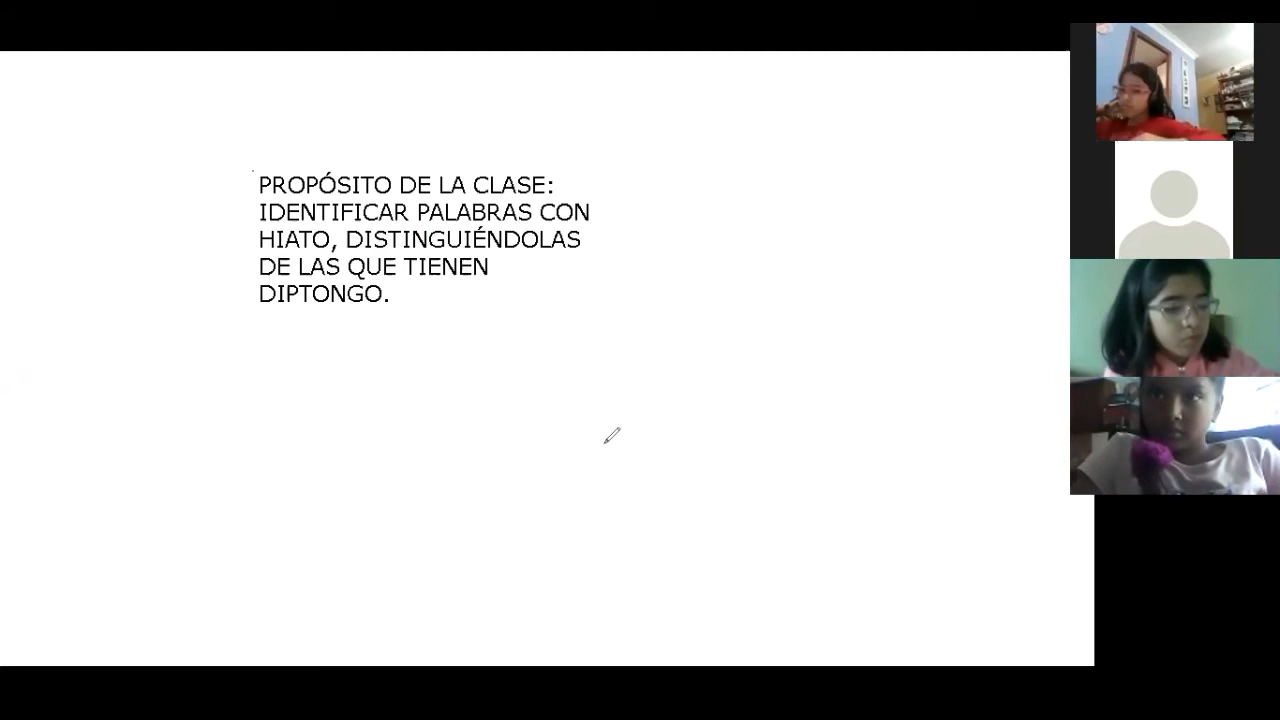 PROPÓSITO DE LA CLASE:
IDENTIFICAR PALABRAS CON
HIATO, DISTINGUIÉNDOLAS
DE LAS QUE TIENEN
DIPTONGO.